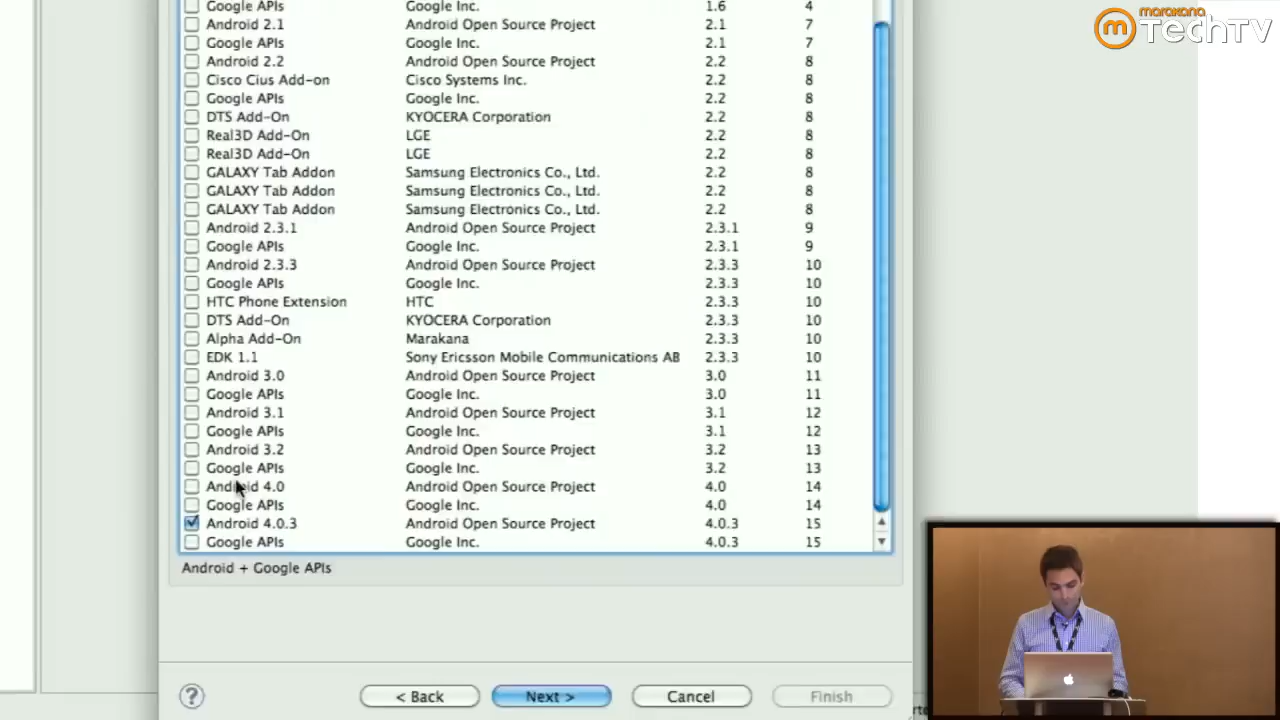 Google APIs Google Inc. 1.6 4
Android 2.1 Android Open Source Project 2.1 7
Google APIs Google Inc. 2.1 7
Android 2.2 Android Open Source Project 2.2 8
Cisco Cius Add-on Cisco Systems Inc. 2.2 8
Google APIs Google Inc. 2.2 8
DTS Add-On KYOCERA Corporation 2.2 8
Real3D Add-On LGE 2.2 8
Real3D Add-On LGE 2.2 8
GALAXY Tab Addon Samsung Electronics Co., Ltd. 2.2 8
GALAXY Tab Addon Samsung Electronics Co., Ltd. 2.2 8
GALAXY Tab Addon Samsung Electronics Co., Ltd. 2.2 8
Android 2.3.1 Android Open Source Project 2.3.1 9
Google APIs Google Inc. 2.3.1 9
Android 2.3.3 Android Open Source Project 2.3.3 10
Google APIs Google Inc. 2.3.3 10
HTC Phone Extension HTC 2.3.3 10
DTS Add-On KYOCERA Corporation 2.3.3 10
Alpha Add-On Marakana 2.3.3 10
EDK 1.1 Sony Ericsson Mobile Communications AB 2.3.3 10
Android 3.0 Android Open Source Project 3.0 11
Google APIs Google Inc. 3.0 11
Android 3.1 Android Open Source Project 3.1 12
Google APIs Google Inc. 3.1 12
Android 3.2 Android Open Source Project 3.2 13
Google APIs Google Inc. 3.2 13
Android 4.0 Android Open Source Project 4.0 14
Google APIs Google Inc. 4.0 14
Android 4.0.3 Android Open Source Project 4.0.3 15
Google APIs Google Inc. 4.0.3 15
Android + Google APIs
? < Back Next > Cancel Finish
marakana
m TechTV